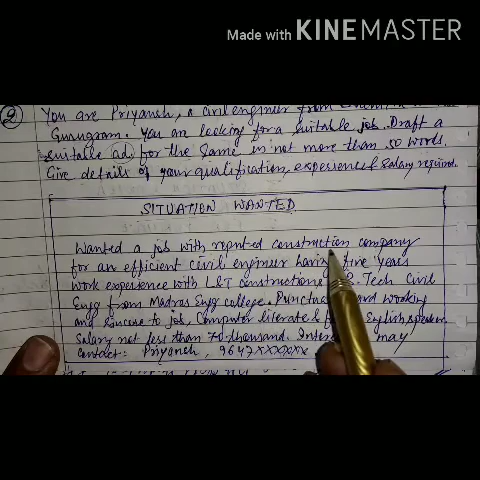 Made with KINEMASTER
2 You are Priyansh, a civil engineer from
Gurugram. You are looking for a suitable job. Draft a
suitable ad. for the same in not more than 50 words.
Give details of your qualification, experience & salary required.
SITUATION WANTED
Wanted a job with reputed construction company
for an efficient civil engineer having five years
work experience with L&T constructions. Tech Civil
Engg from Madras Engg college. working
and sincere to job, Computer literate & English speaker.
Salary not less than 70 thousand. may
Contact: Priyansh, 9647xxxxxx